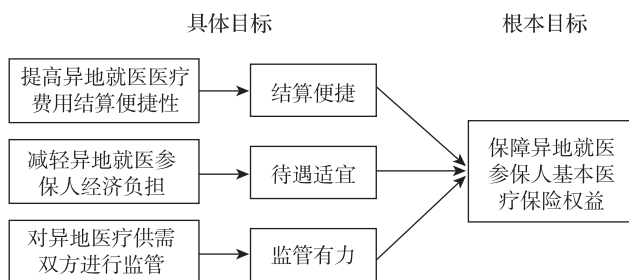 具体目标
根本目标
提高异地就医医疗
费用结算便捷性
结算便捷
减轻异地就医参
保人经济负担
待遇适宜
对异地医疗供需
双方进行监管
监管有力
保障异地就医
参保人基本医
疗保险权益